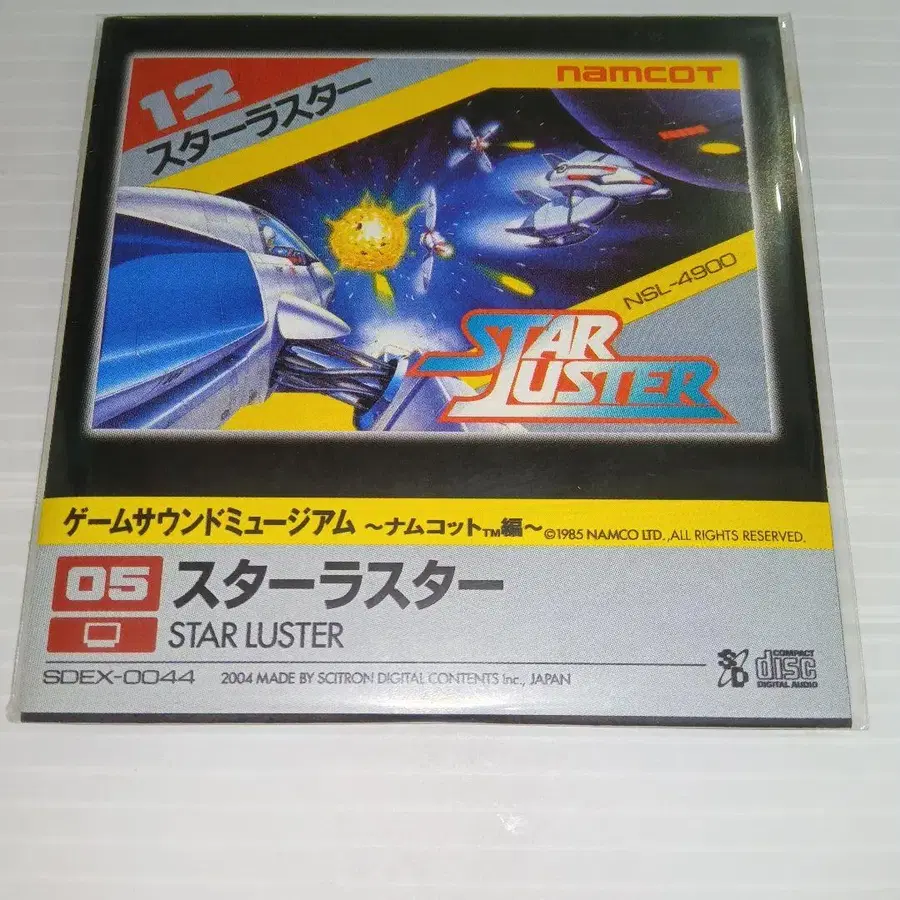 12
スターラスター
namcoT
NSL-4900
STAR
LUSTER
ゲームサウンドミュージアム ～ナムコット™編～ ©1985 NAMCO LTD.,ALL RIGHTS RESERVED.
05 スターラスター
STAR LUSTER
SDEX-0044 2004 MADE BY SCITRON DIGITAL CONTENTS Inc., JAPAN
SD
COMPACT
disc
DIGITAL AUDIO